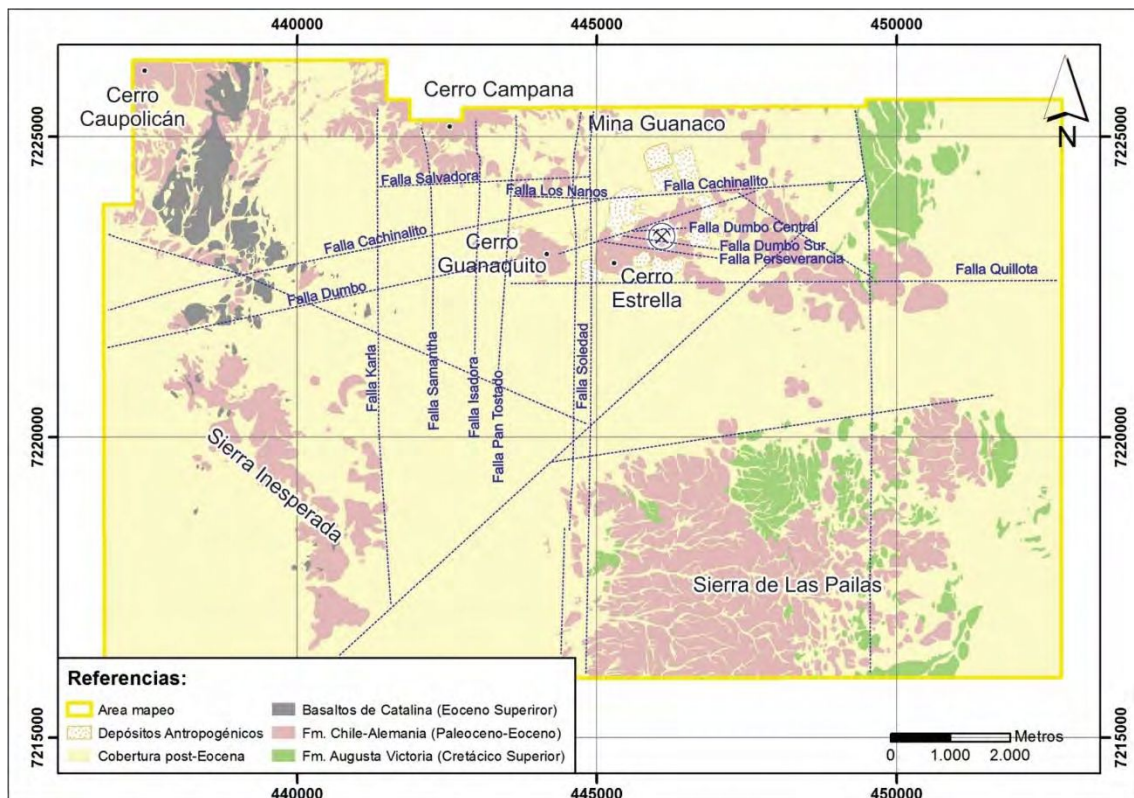 440000
445000
450000
7225000
7225000
7220000
7220000
7215000
7215000
Cerro
Caupolicán
Cerro Campana
Mina Guanaco
N
Falla Salvadora
Falla Los Nanos
Falla Cachinalito
Falla Cachinalito
Falla Dumbo Central
Falla Dumbo Sur
Falla Perseverancia
Cerro
Guanaquito
Cerro
Estrella
Falla Quillota
Falla Dumbo
Falla Karla
Falla Samantha
Falla Isadora
Falla Pan Tostado
Falla Soledad
Sierra Inesperada
Sierra de Las Pailas
Referencias:
Area mapeo
Depósitos Antropogénicos
Cobertura post-Eocena
Basaltos de Catalina (Eoceno Superiror)
Fm. Chile-Alemania (Paleoceno-Eoceno)
Fm. Augusta Victoria (Cretácico Superior)
Metros
0 1.000 2.000
440000
445000
450000